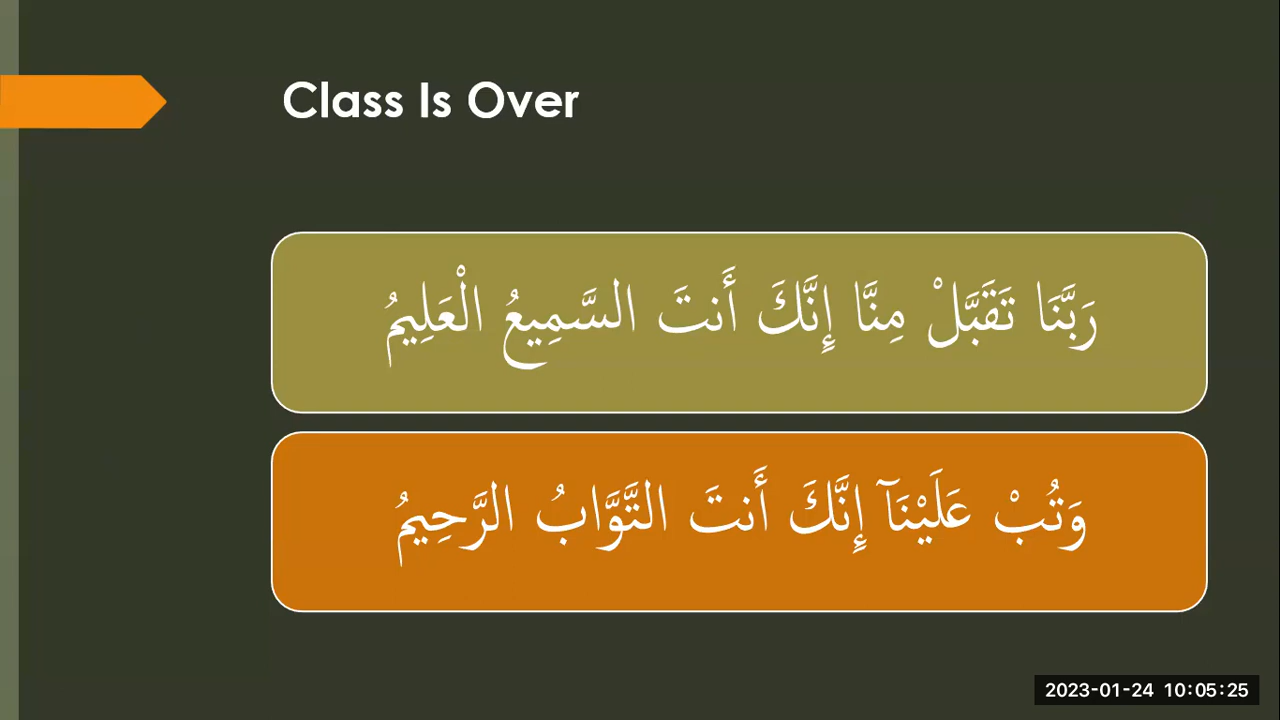 Class Is Over
رَبَّنَا تَقَبَّلْ مِنَّا إِنَّكَ أَنتَ السَّمِيعُ الْعَلِيمُ
وَتُبْ عَلَيْنَآ إِنَّكَ أَنتَ التَّوَّابُ الرَّحِيمُ
2023-01-24 10:05:25